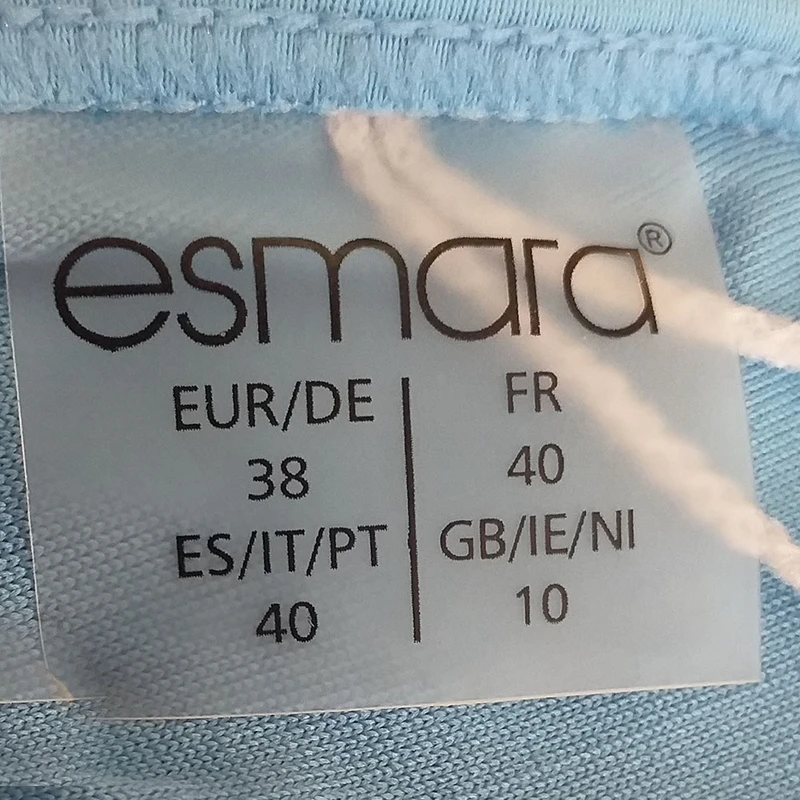 esmara®
EUR/DE
38
ES/IT/PT
40
FR
40
GB/IE/NI
10